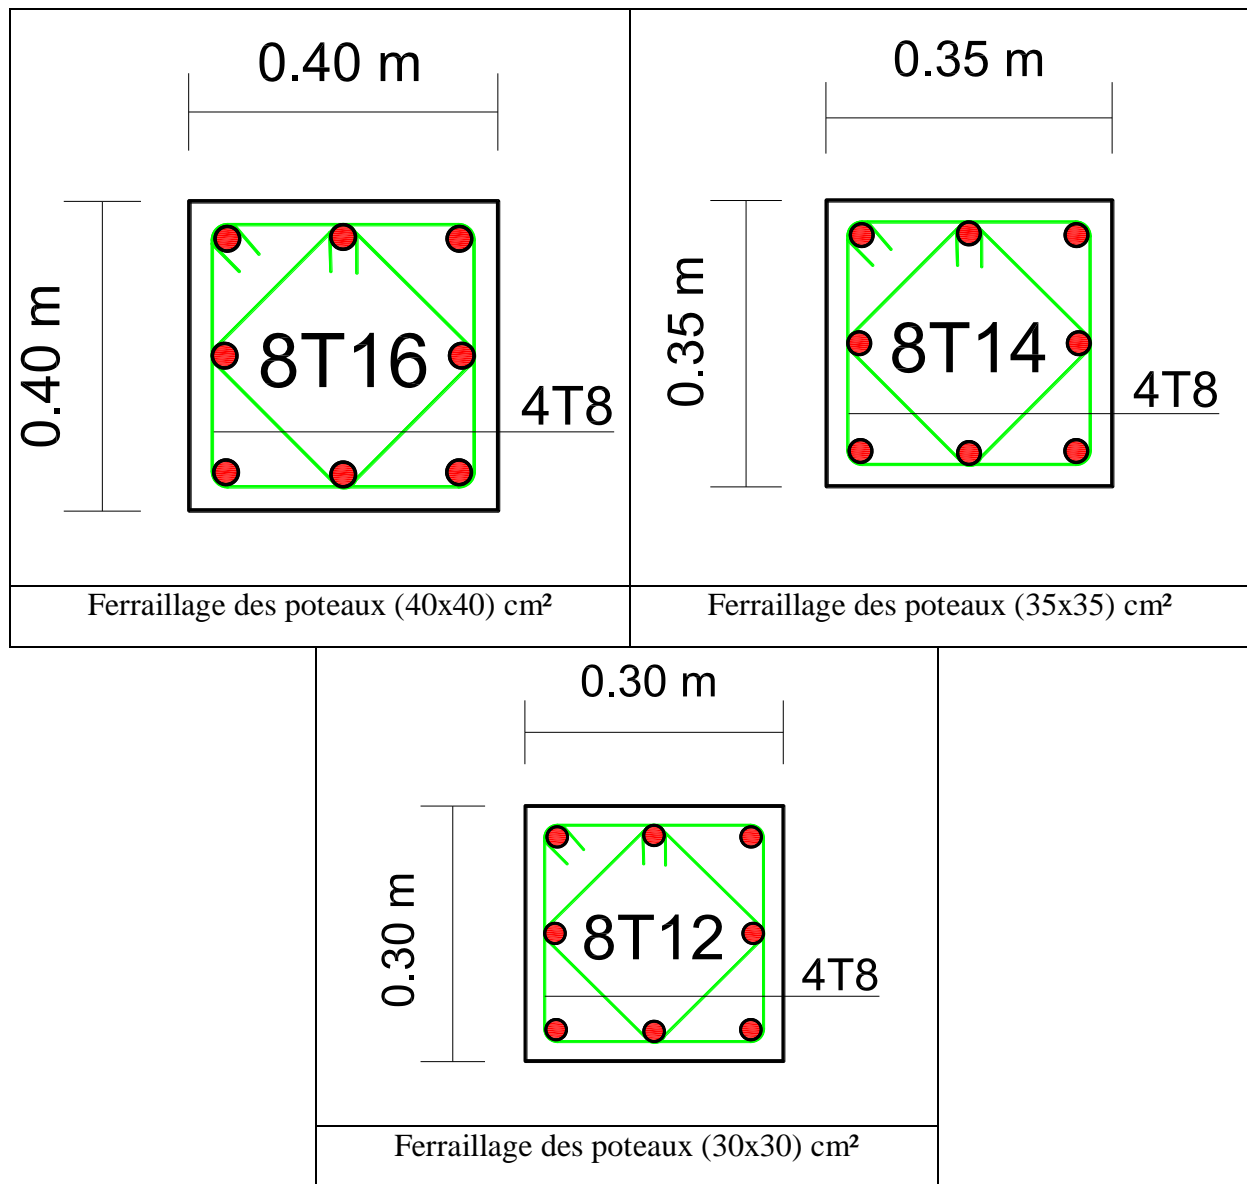 0.40 m
0.40 m
8T16
4T8
Ferraillage des poteaux (40x40) cm²
0.35 m
0.35 m
8T14
4T8
Ferraillage des poteaux (35x35) cm²
0.30 m
0.30 m
8T12
4T8
Ferraillage des poteaux (30x30) cm²